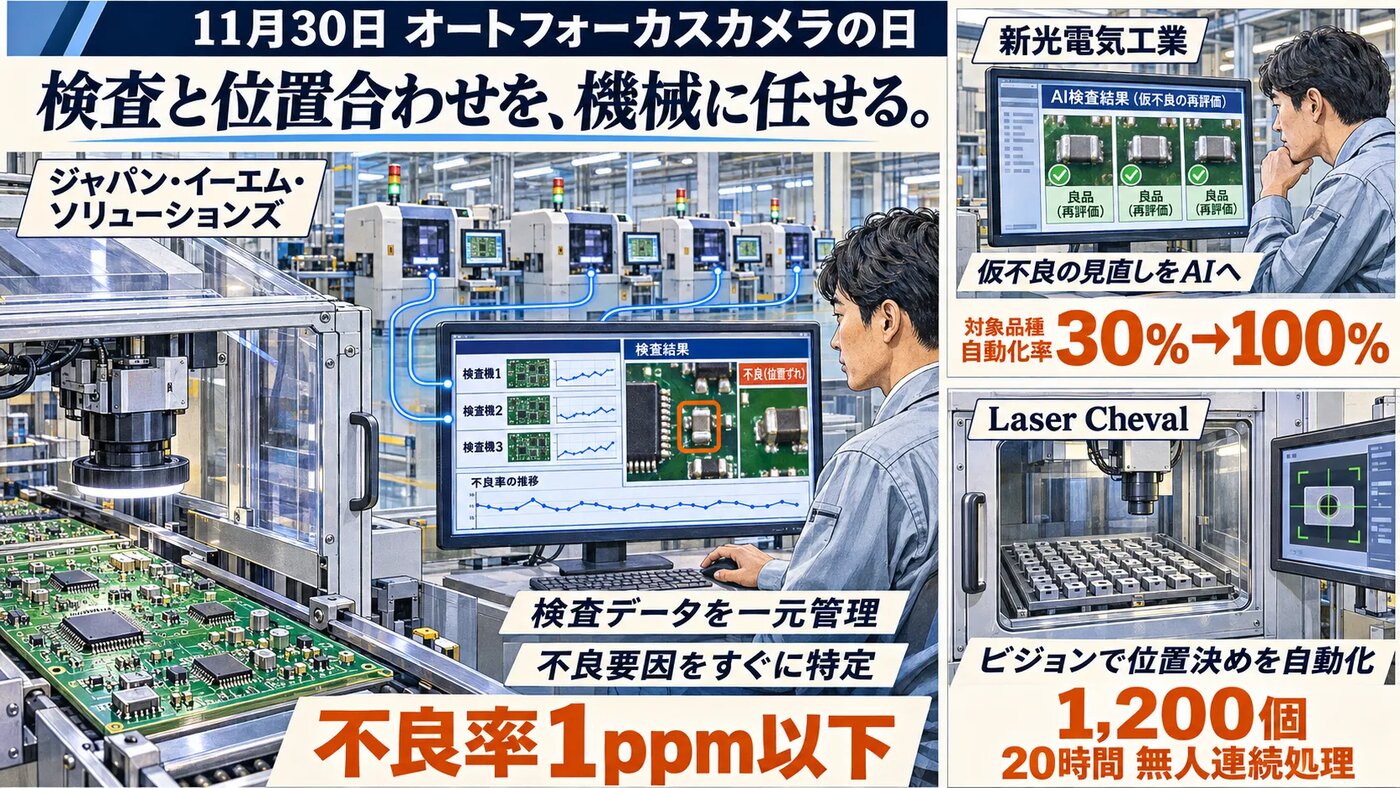 11月30日 オートフォーカスカメラの日
検査と位置合わせを、機械に任せる。
ジャパン・イーエム・
ソリューションズ
検査結果
検査機1
検査機2
検査機3
不良(位置ずれ)
不良率の推移
検査データを一元管理
不良要因をすぐに特定
不良率1ppm以下
新光電気工業
AI検査結果(仮不良の再評価)
良品
(再評価)
良品
(再評価)
良品
(再評価)
仮不良の見直しをAIへ
対象品種
自動化率
30%→100%
Laser Cheval
ビジョンで位置決めを自動化
1,200個
20時間 無人連続処理